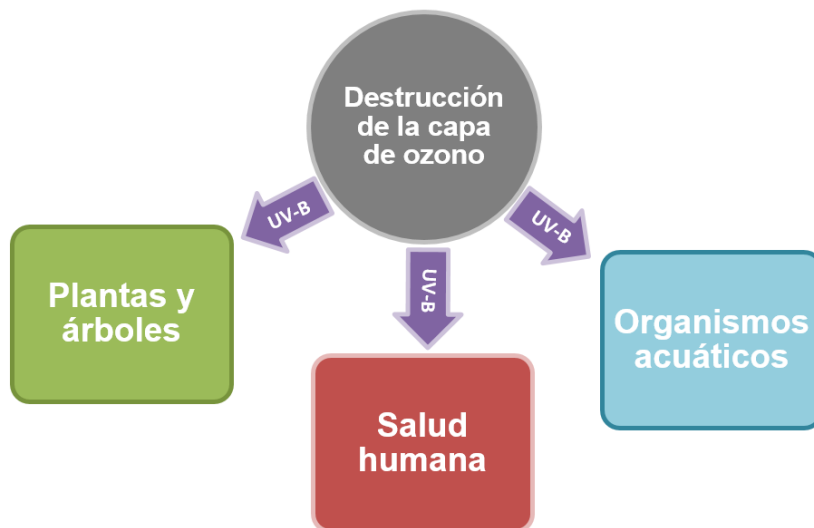 Destrucción
de la capa
de ozono
UV-B
UV-B
UV-B
Plantas y
árboles
Salud
humana
Organismos
acuáticos